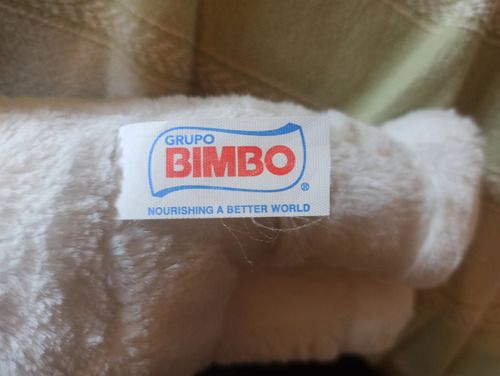 GRUPO
BIMBO
®
NOURISHING A BETTER WORLD